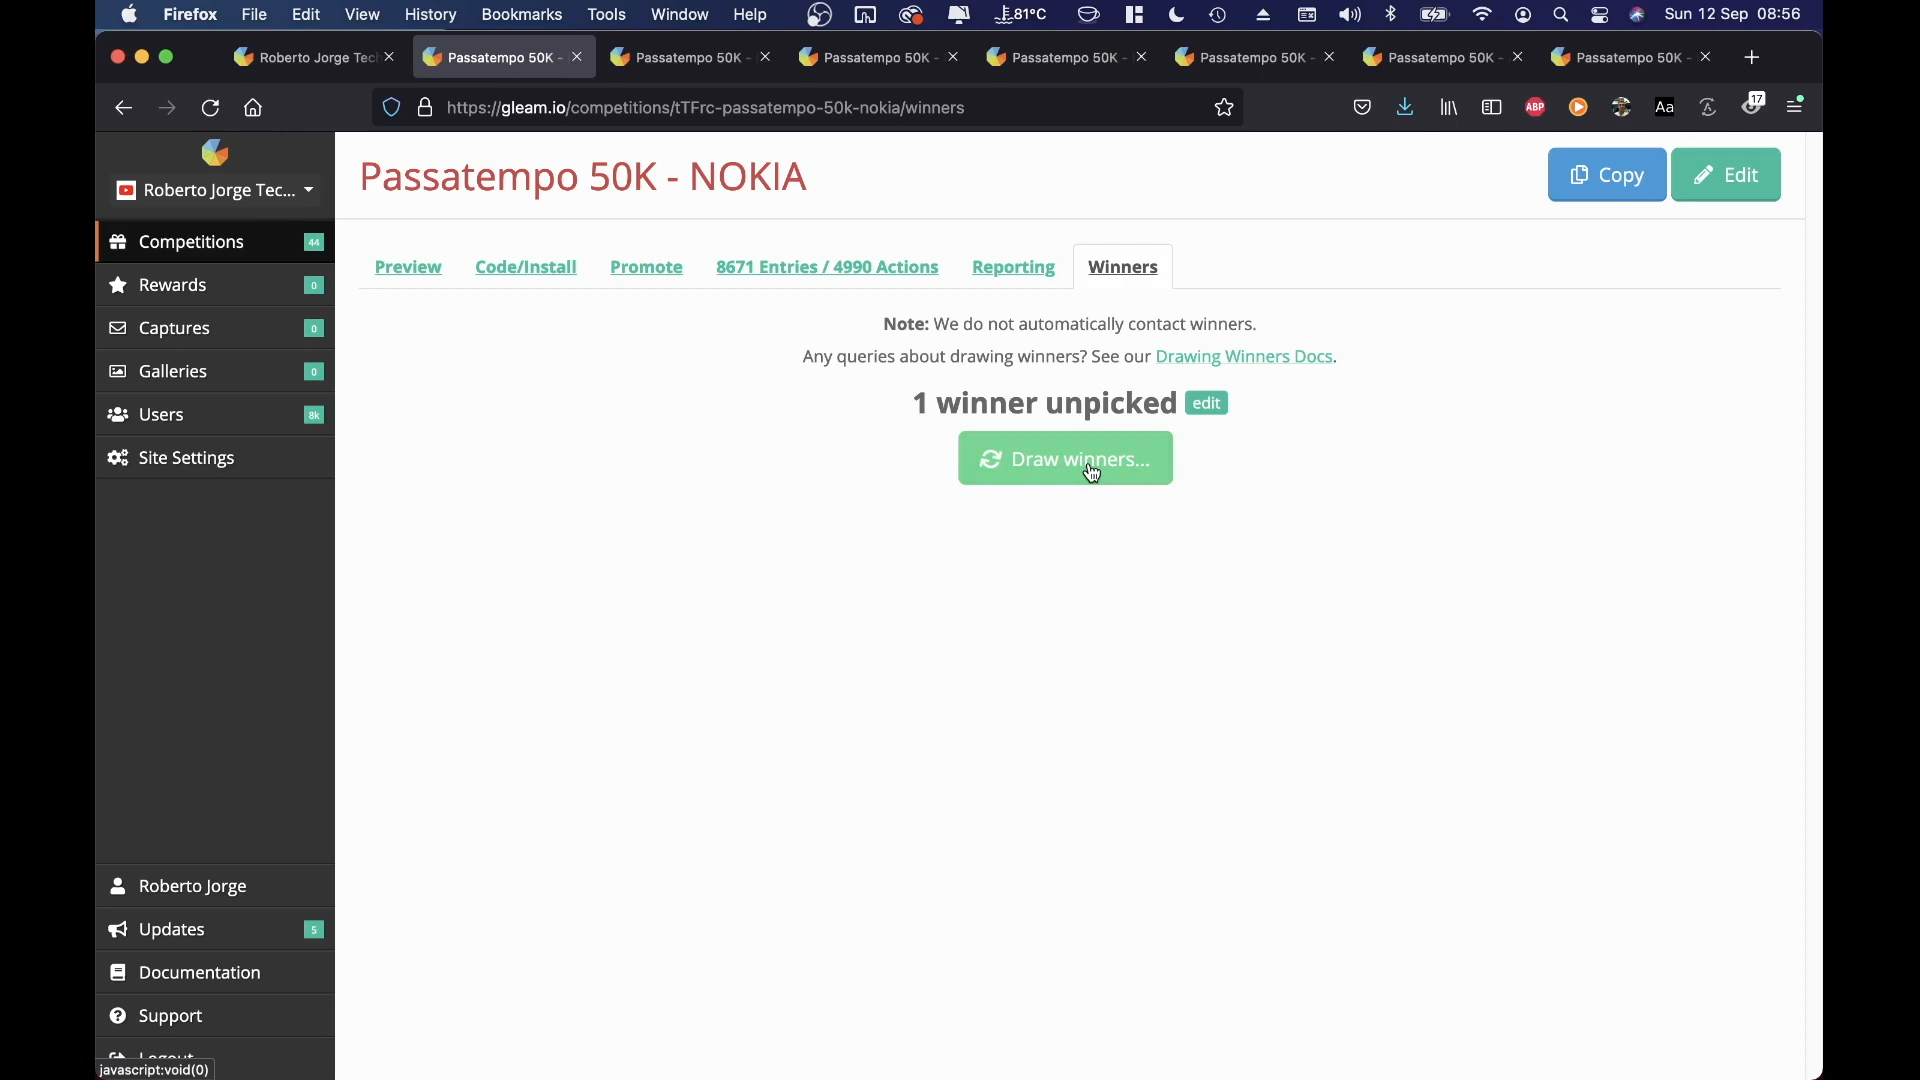 Firefox File Edit View History Bookmarks Tools Window Help 81°C Sun 12 Sep 08:56
Roberto Jorge Tec Passatempo 50K - Passatempo 50K - Passatempo 50K - Passatempo 50K - Passatempo 50K - Passatempo 50K - Passatempo 50K -
https://gleam.io/competitions/tTFrc-passatempo-50k-nokia/winners ABP Aa 17
Roberto Jorge Tec...
Competitions 44
Rewards 0
Captures 0
Galleries 0
Users 8k
Site Settings
Passatempo 50K - NOKIA
Copy Edit
Preview Code/Install Promote 8671 Entries / 4990 Actions Reporting Winners
Note: We do not automatically contact winners.
Any queries about drawing winners? See our Drawing Winners Docs.
1 winner unpicked edit
Draw winners...
Roberto Jorge
Updates 5
Documentation
Support
Logout
javascript:void(0)